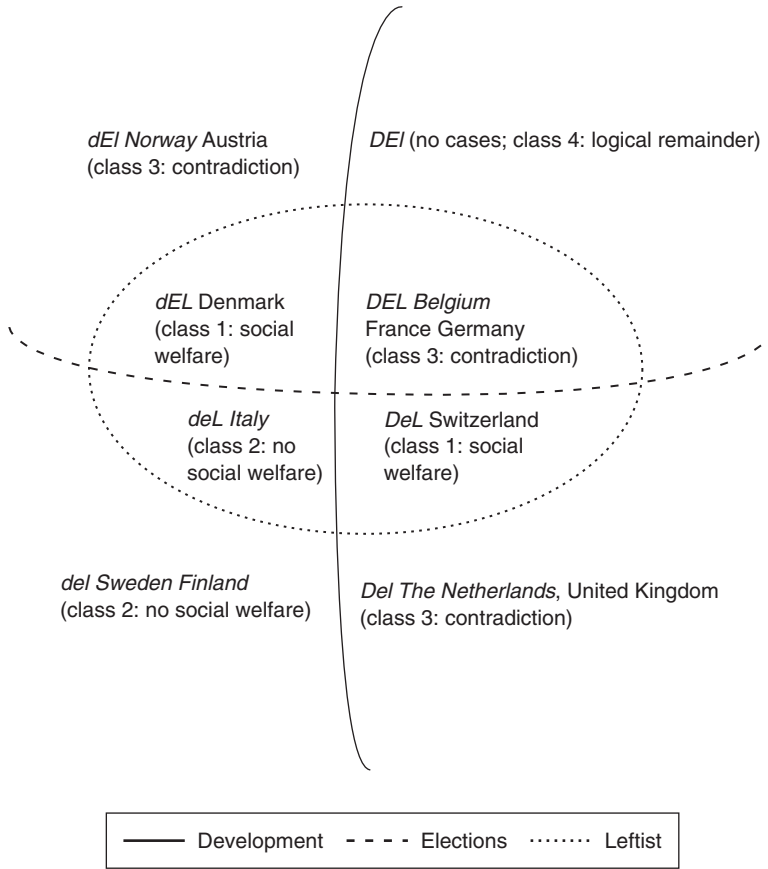 dEl Norway Austria
(class 3: contradiction)
DEl (no cases; class 4: logical remainder)
dEL Denmark
(class 1: social
welfare)
DEL Belgium
France Germany
(class 3: contradiction)
deL Italy
(class 2: no
social welfare)
DeL Switzerland
(class 1: social
welfare)
del Sweden Finland
(class 2: no social welfare)
Del The Netherlands, United Kingdom
(class 3: contradiction)
Development
Elections
Leftist